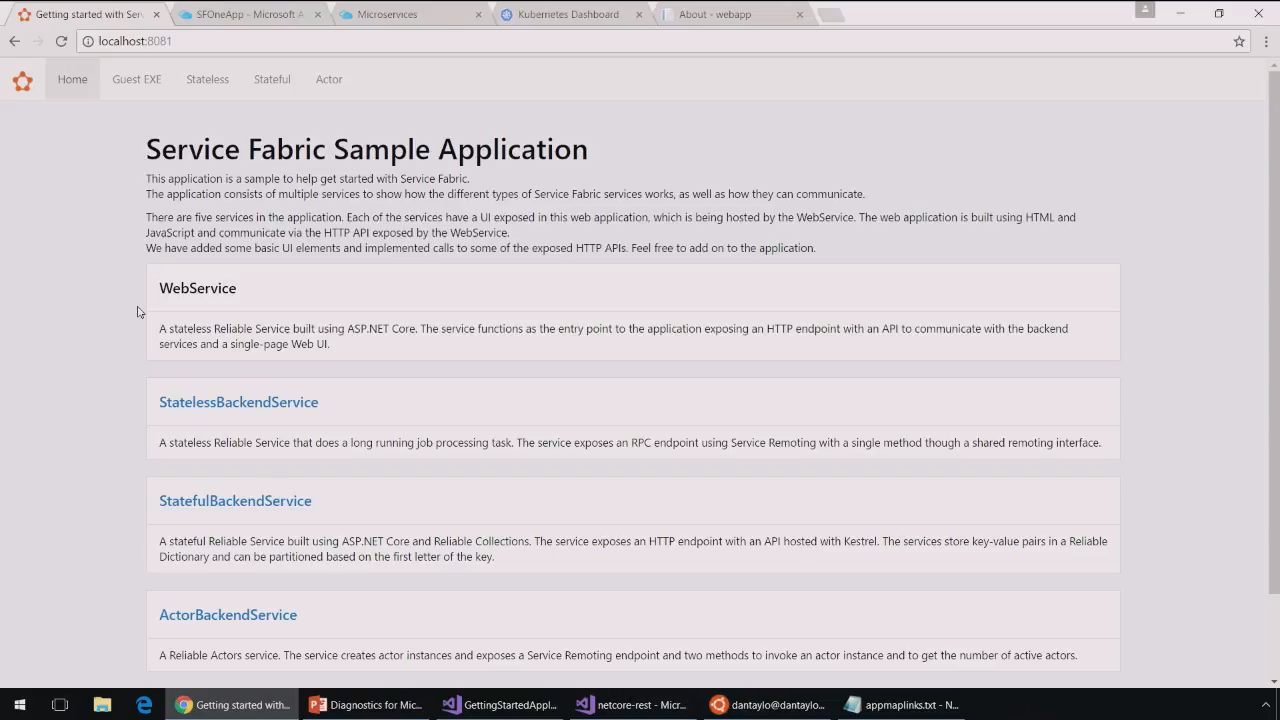 Getting started with Serv
SFOneApp - Microsoft A
Microservices
Kubernetes Dashboard
About - webapp
localhost:8081
Home
Guest EXE
Stateless
Stateful
Actor
Service Fabric Sample Application
This application is a sample to help get started with Service Fabric.
The application consists of multiple services to show how the different types of Service Fabric services works, as well as how they can communicate.
There are five services in the application. Each of the services have a UI exposed in this web application, which is being hosted by the WebService. The web application is built using HTML and
JavaScript and communicate via the HTTP API exposed by the WebService.
We have added some basic UI elements and implemented calls to some of the exposed HTTP APIs. Feel free to add on to the application.
WebService
A stateless Reliable Service built using ASP.NET Core. The service functions as the entry point to the application exposing an HTTP endpoint with an API to communicate with the backend
services and a single-page Web UI.
StatelessBackendService
A stateless Reliable Service that does a long running job processing task. The service exposes an RPC endpoint using Service Remoting with a single method though a shared remoting interface.
StatefulBackendService
A stateful Reliable Service built using ASP.NET Core and Reliable Collections. The service exposes an HTTP endpoint with an API hosted with Kestrel. The services store key-value pairs in a Reliable
Dictionary and can be partitioned based on the first letter of the key.
ActorBackendService
A Reliable Actors service. The service creates actor instances and exposes a Service Remoting endpoint and two methods to invoke an actor instance and to get the number of active actors.
Getting started with...
Diagnostics for Mic...
GettingStartedAppl...
netcore-rest - Micr...
dantaylo@dantaylo...
appmaplinks.txt - N...